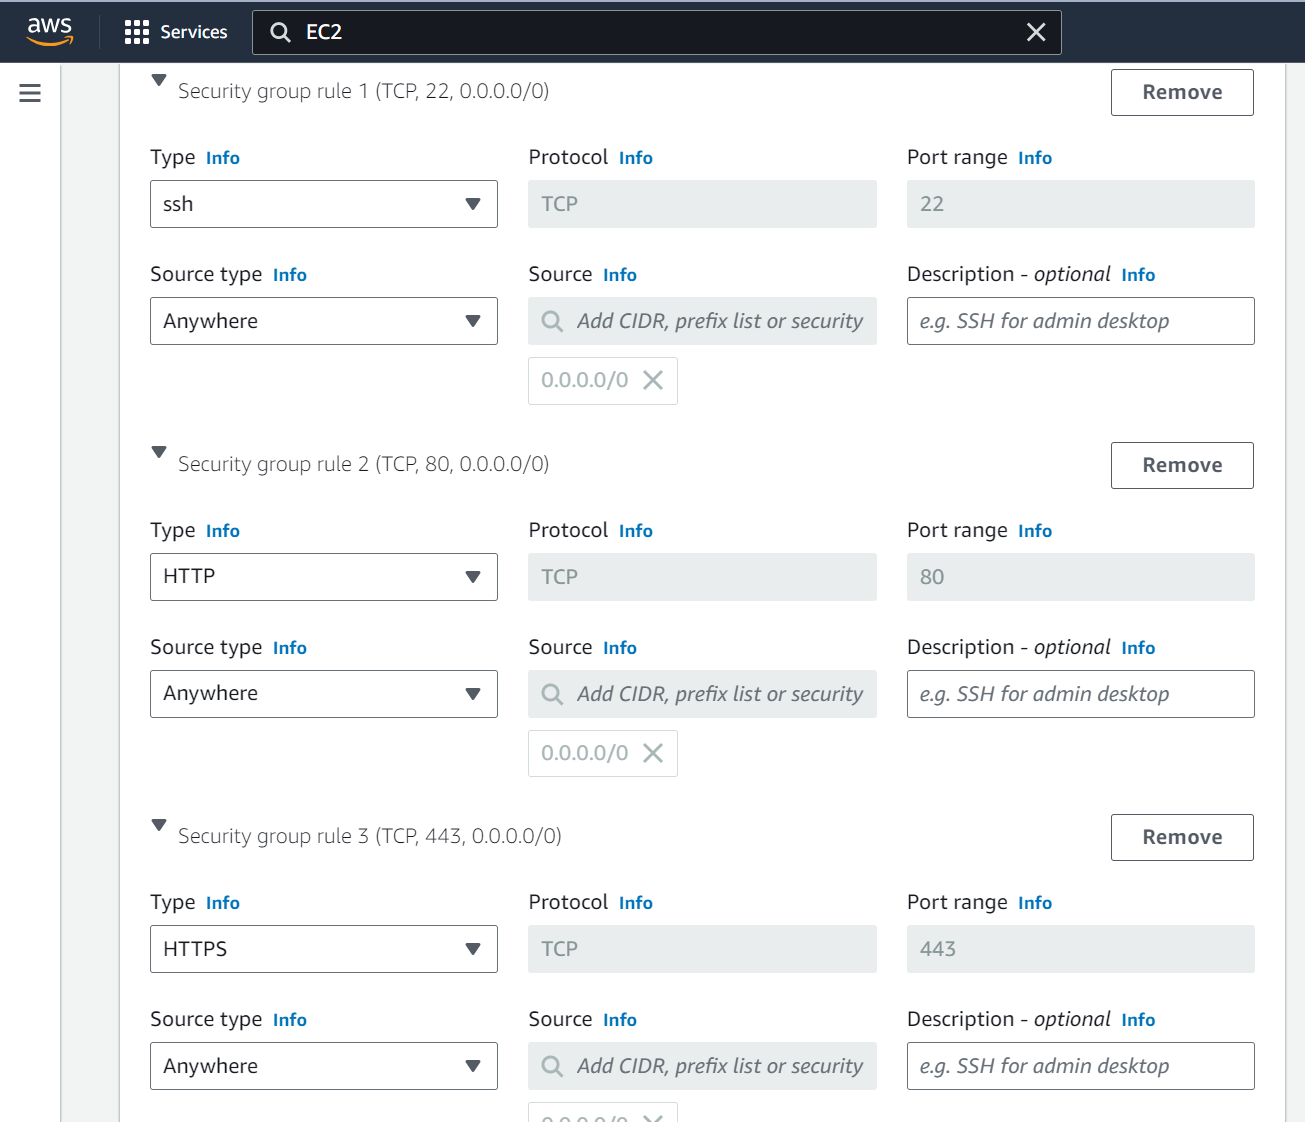 aws Services EC2
Security group rule 1 (TCP, 22, 0.0.0.0/0) Remove
Type Info Protocol Info Port range Info
ssh TCP 22
Source type Info Source Info Description - optional Info
Anywhere Add CIDR, prefix list or security e.g. SSH for admin desktop
0.0.0.0/0
Security group rule 2 (TCP, 80, 0.0.0.0/0) Remove
Type Info Protocol Info Port range Info
HTTP TCP 80
Source type Info Source Info Description - optional Info
Anywhere Add CIDR, prefix list or security e.g. SSH for admin desktop
0.0.0.0/0
Security group rule 3 (TCP, 443, 0.0.0.0/0) Remove
Type Info Protocol Info Port range Info
HTTPS TCP 443
Source type Info Source Info Description - optional Info
Anywhere Add CIDR, prefix list or security e.g. SSH for admin desktop
0.0.0.0/0